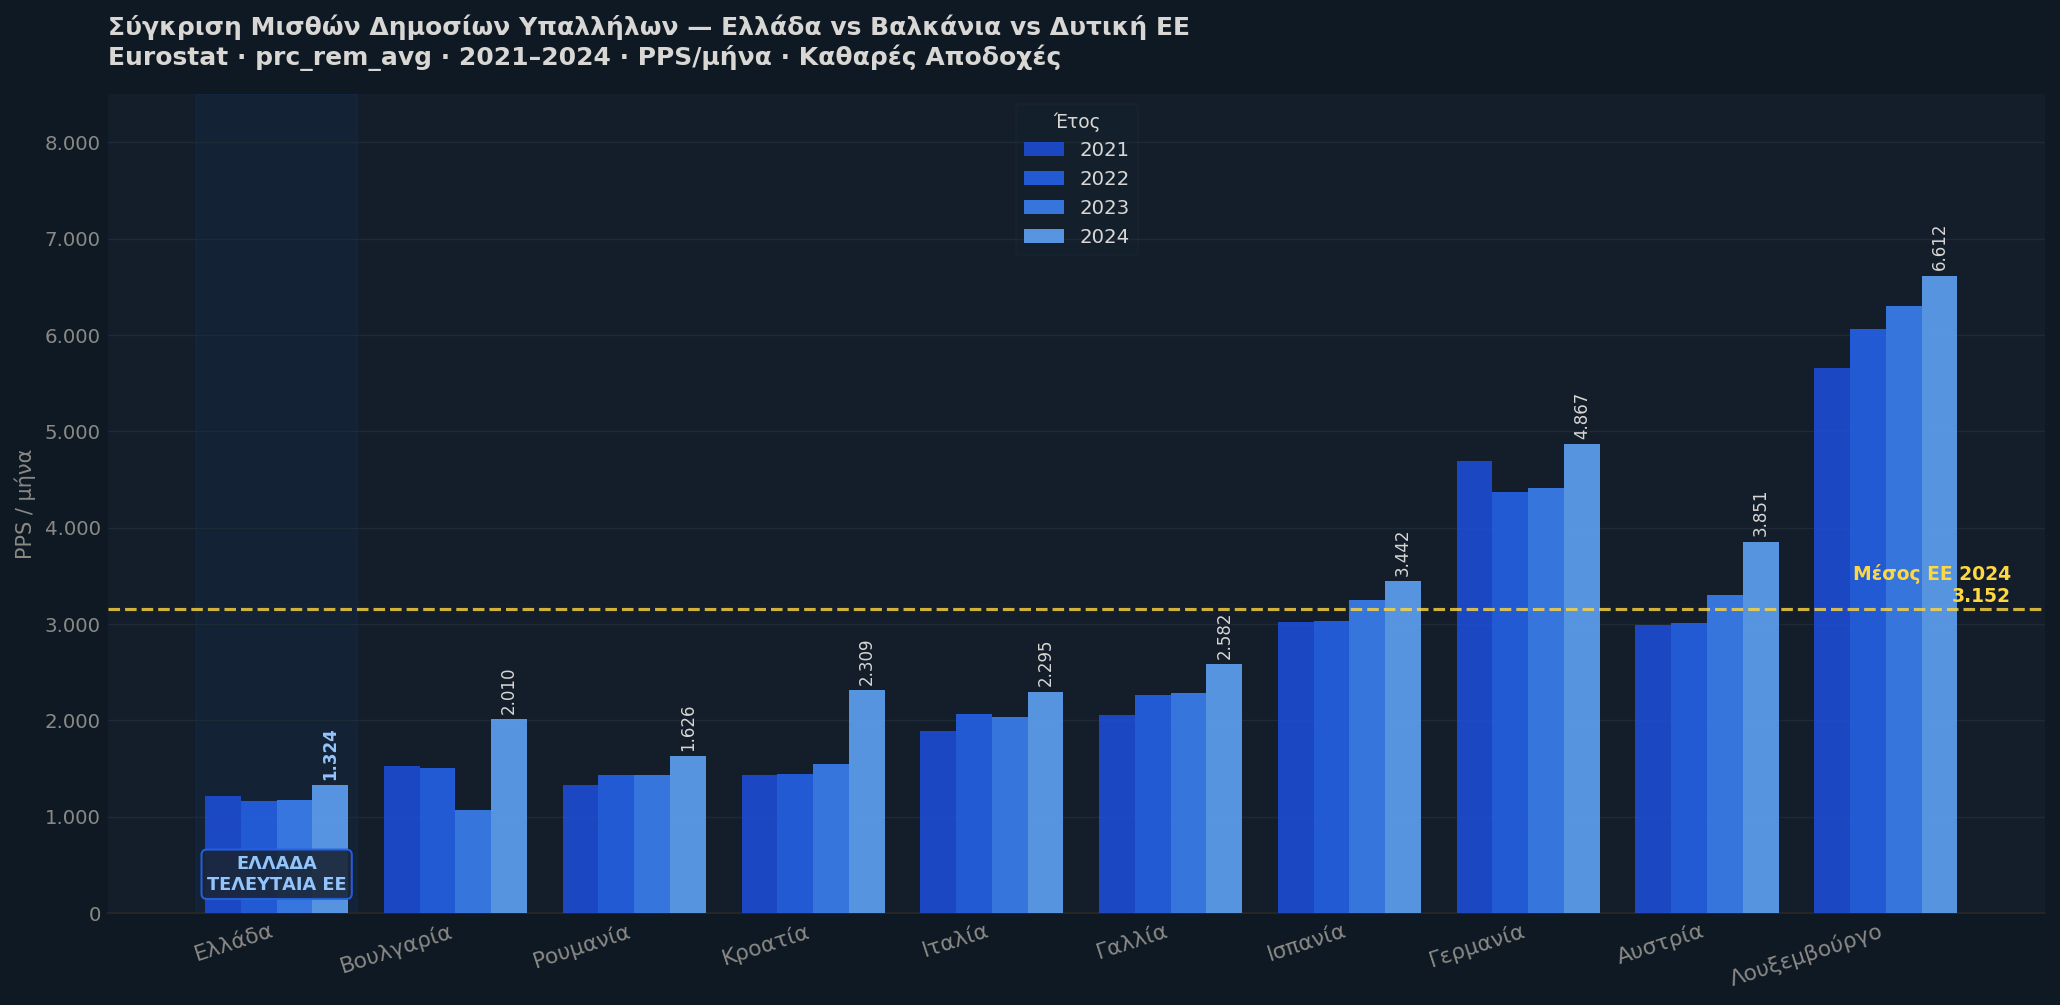 Σύγκριση Μισθών Δημοσίων Υπαλλήλων — Ελλάδα vs Βαλκάνια vs Δυτική ΕΕ
Eurostat · prc_rem_avg · 2021–2024 · PPS/μήνα · Καθαρές Αποδοχές
Έτος
2021
2022
2023
2024
PPS / μήνα
8.000
7.000
6.000
5.000
4.000
3.000
2.000
1.000
0
1.324
2.010
1.626
2.309
2.295
2.582
3.442
4.867
3.851
6.612
Μέσος ΕΕ 2024
3.152
ΕΛΛΑΔΑ
ΤΕΛΕΥΤΑΙΑ ΕΕ
Ελλάδα
Βουλγαρία
Ρουμανία
Κροατία
Ιταλία
Γαλλία
Ισπανία
Γερμανία
Αυστρία
Λουξεμβούργο